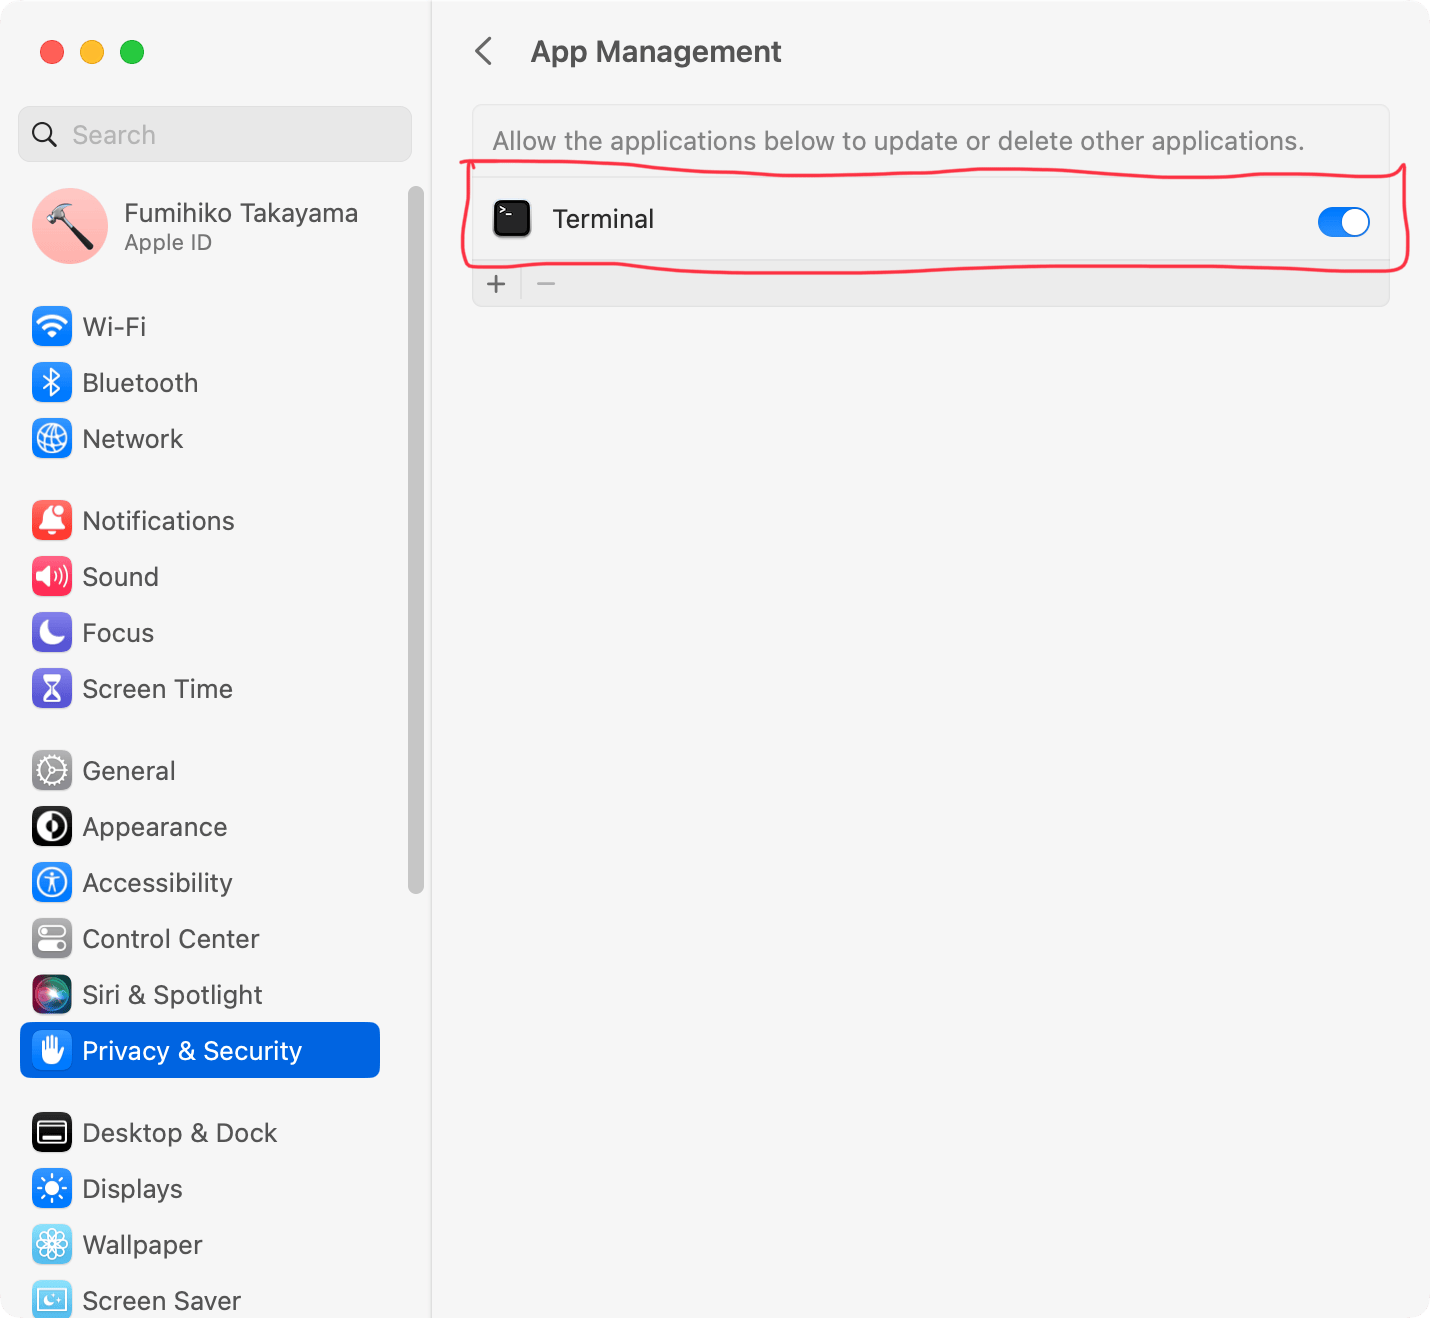 Search
Fumihiko Takayama
Apple ID
Wi-Fi
Bluetooth
Network
Notifications
Sound
Focus
Screen Time
General
Appearance
Accessibility
Control Center
Siri & Spotlight
Privacy & Security
Desktop & Dock
Displays
Wallpaper
Screen Saver
App Management
Allow the applications below to update or delete other applications.
Terminal